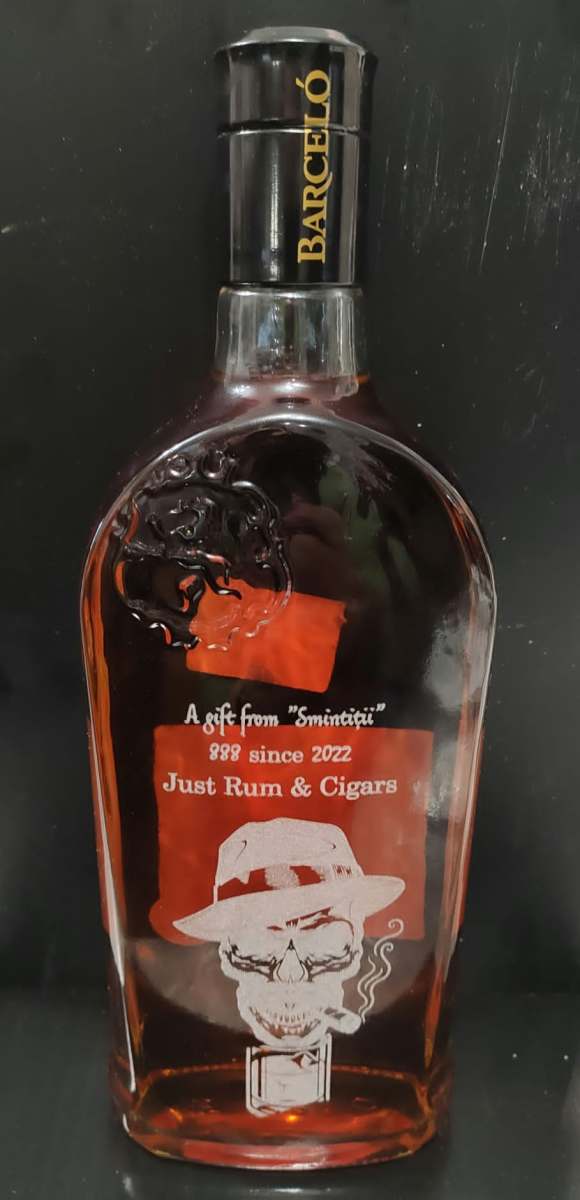 BARCELÓ
A gift from "Smintiții"
888 since 2022
Just Rum & Cigars